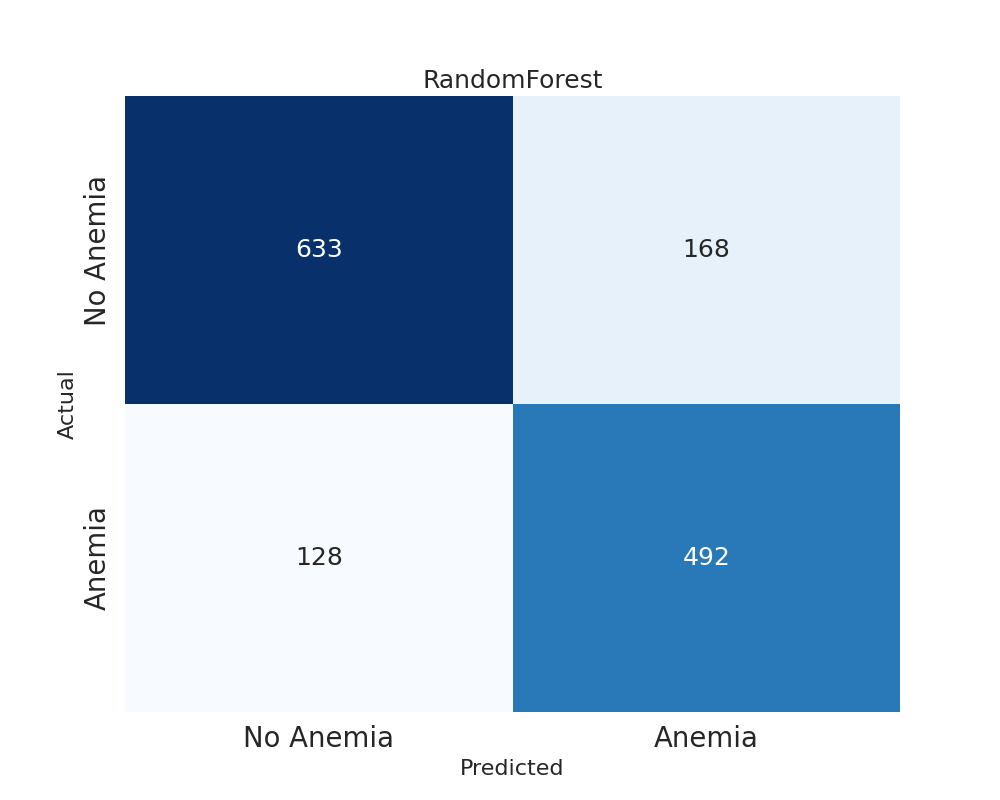 RandomForest
No Anemia
633
168
Actual
Anemia
128
492
No Anemia
Anemia
Predicted